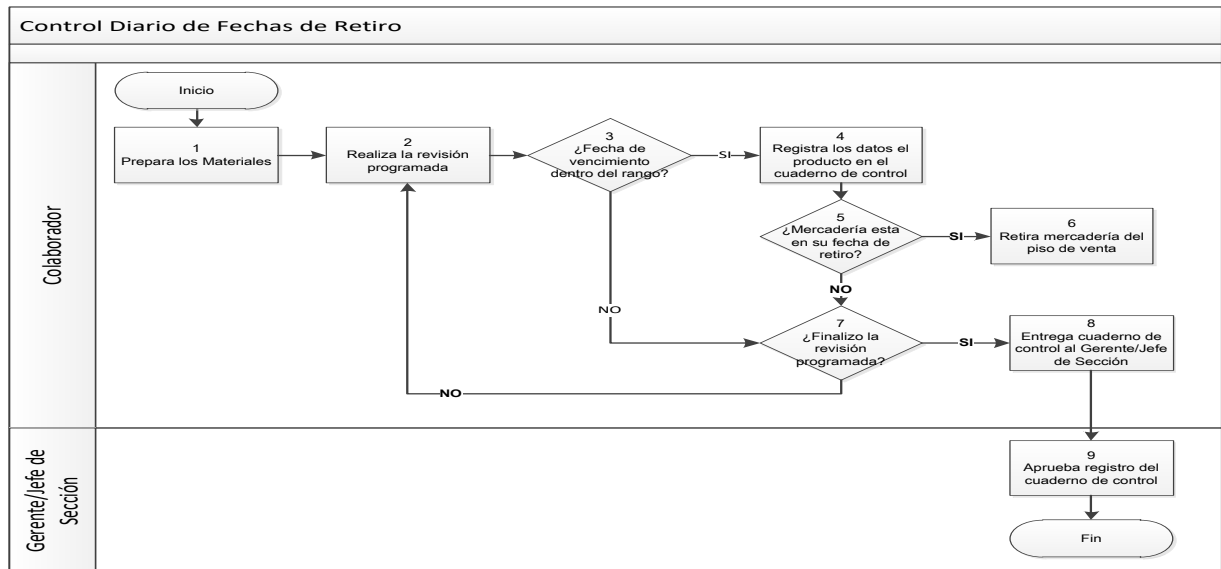 Control Diario de Fechas de Retiro
Colaborador
Inicio
1
Prepara los Materiales
2
Realiza la revisión
programada
3
¿Fecha de
vencimiento
dentro del rango?
SI
4
Registra los datos el
producto en el
cuaderno de control
5
¿Mercadería esta
en su fecha de
retiro?
SI
6
Retira mercadería del
piso de venta
NO
NO
7
¿Finalizo la
revisión
programada?
SI
8
Entrega cuaderno de
control al Gerente/Jefe
de Sección
NO
Gerente/Jefe de
Sección
9
Aprueba registro del
cuaderno de control
Fin